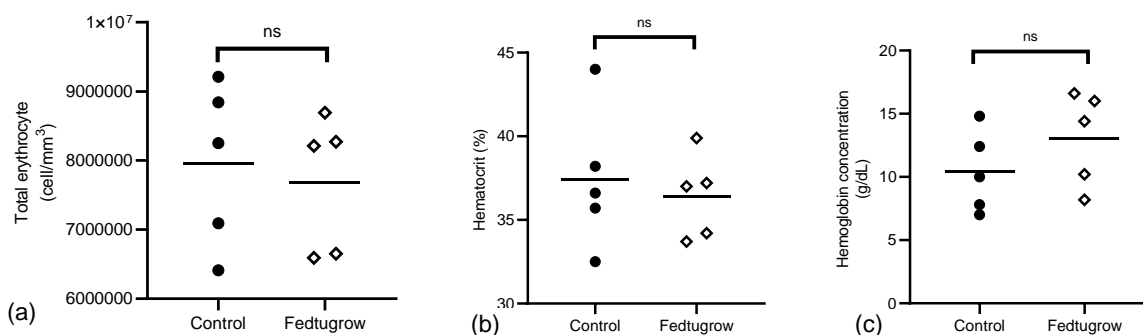 1×10⁷
9000000
8000000
7000000
6000000
Total erythrocyte
(cell/mm³)
ns
Control
Fedtugrow
(a)
45
40
35
30
Hematocrit (%)
ns
Control
Fedtugrow
(b)
20
15
10
5
0
Hemoglobin concentration
(g/dL)
ns
Control
Fedtugrow
(c)